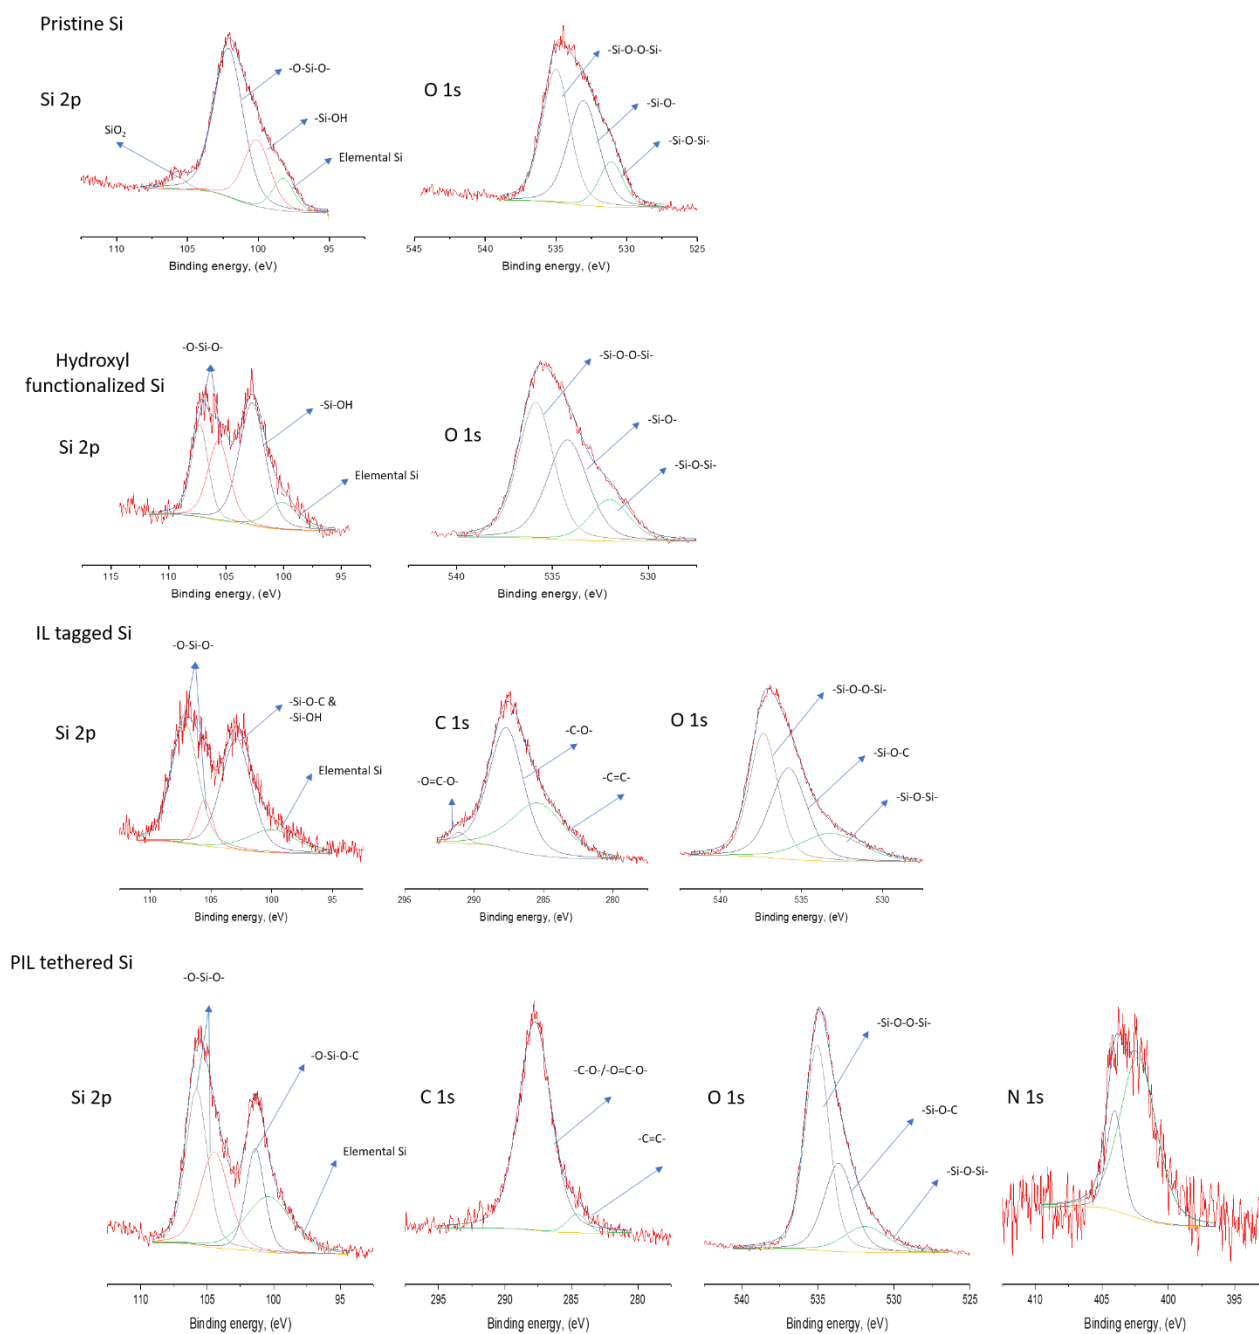 Pristine Si
Si 2p
SiO₂
-O-Si-O-
-Si-OH
Elemental Si
110 105 100 95
Binding energy, (eV)
O 1s
-Si-O-O-Si-
-Si-O-
-Si-O-Si-
545 540 535 530 525
Binding energy, (eV)
Hydroxyl
functionalized Si
Si 2p
-O-Si-O-
-Si-OH
Elemental Si
115 110 105 100 95
Binding energy, (eV)
O 1s
-Si-O-O-Si-
-Si-O-
-Si-O-Si-
540 535 530
Binding energy, (eV)
IL tagged Si
Si 2p
-O-Si-O-
-Si-O-C &
-Si-OH
Elemental Si
110 105 100 95
Binding energy, (eV)
C 1s
-O=C-O-
-C-O-
-C=C-
295 290 285 280
Binding energy, (eV)
O 1s
-Si-O-O-Si-
-Si-O-C
-Si-O-Si-
540 535 530
Binding energy, (eV)
PIL tethered Si
Si 2p
-O-Si-O-
-O-Si-O-C
Elemental Si
110 105 100 95
Binding energy, (eV)
C 1s
-C-O-/-O=C-O-
-C=C-
295 290 285 280
Binding energy, (eV)
O 1s
-Si-O-O-Si-
-Si-O-C
-Si-O-Si-
540 535 530 525
Binding energy, (eV)
N 1s
410 405 400 395
Binding energy, (eV)